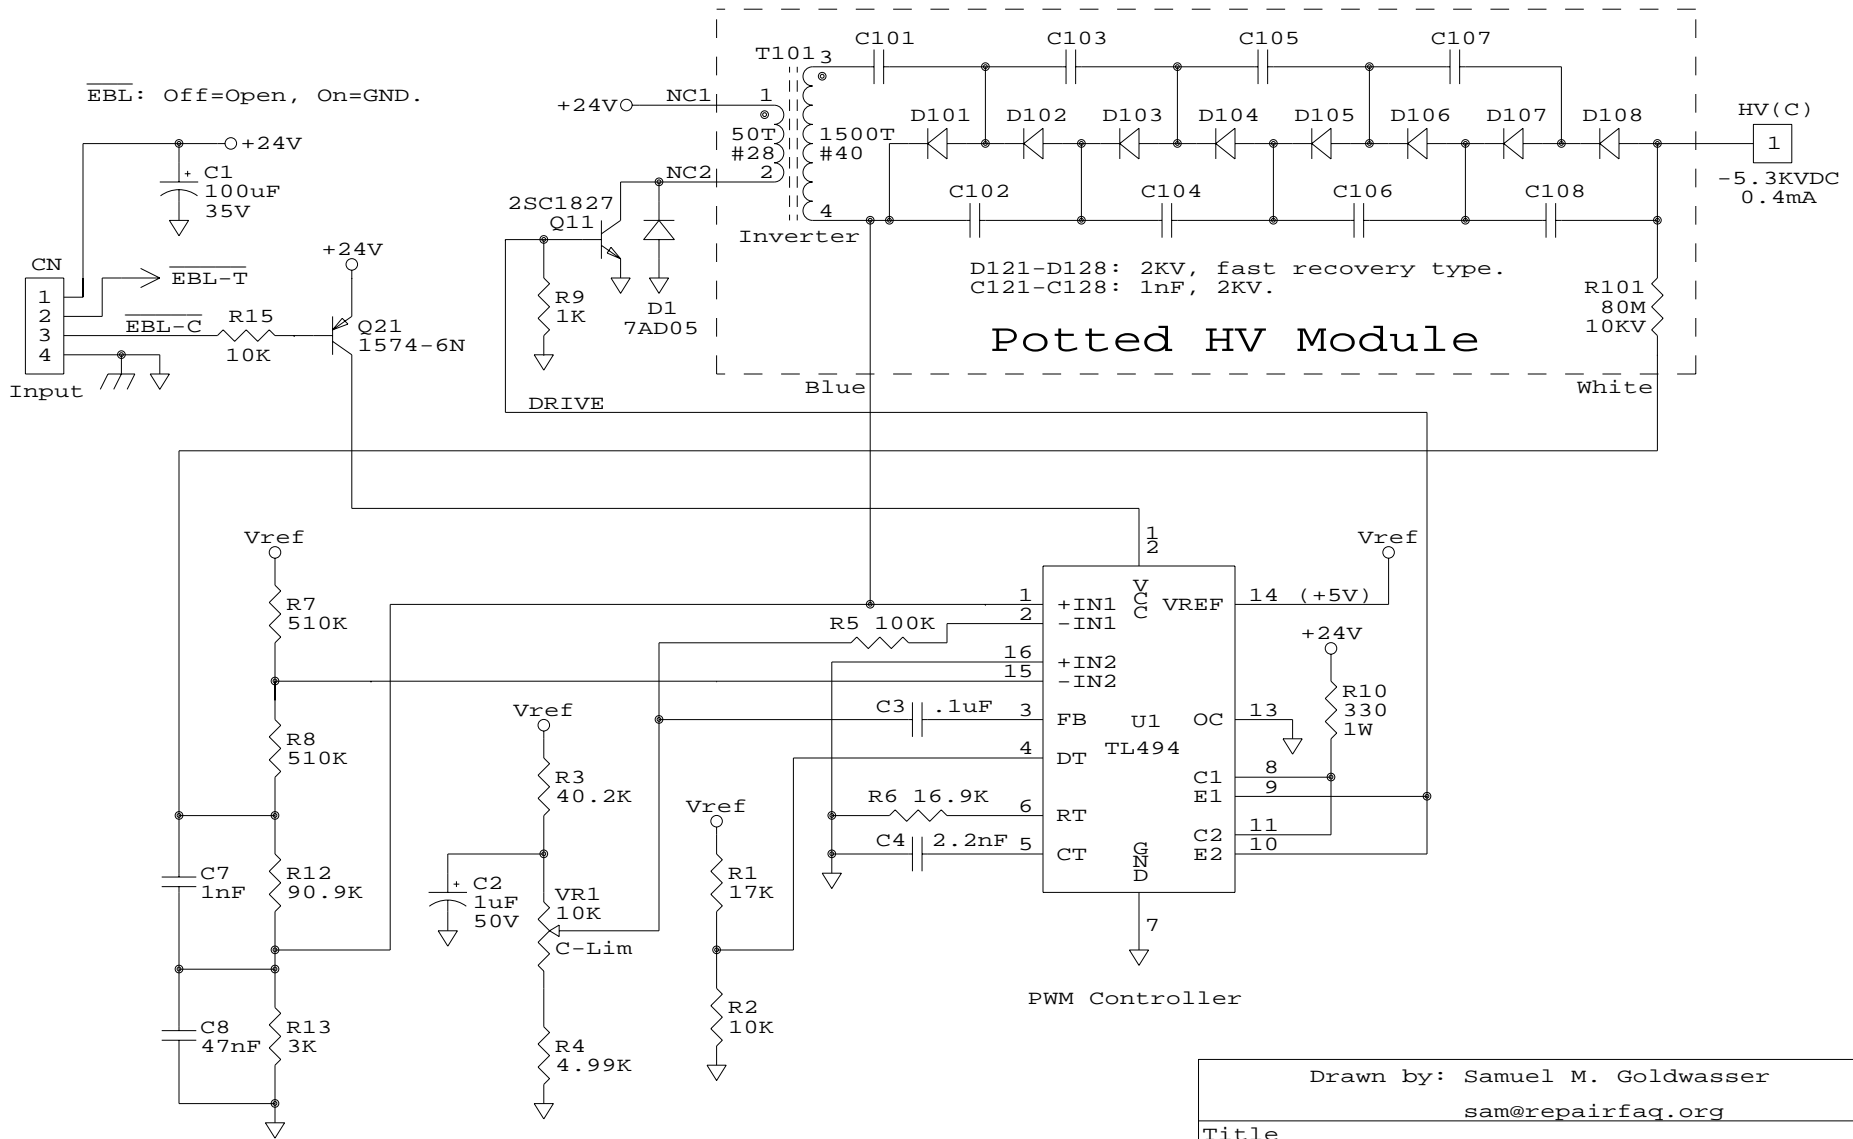 C101
C103
C105
C107
T101
3
EBL: Off=Open, On=GND.
+24V
NC1
1
D101
D102
D103
D104
D105
D106
D107
D108
HV(C)
1
+24V
50T
#28
1500T
#40
C1
100uF
35V
+
NC2
2
C102
C104
C106
C108
-5.3KVDC
0.4mA
2SC1827
Q11
4
Inverter
+24V
CN
1
2
3
4
Input
EBL-T
EBL-C
R15
10K
Q21
1574-6N
R9
1K
D1
7AD05
D121-D128: 2KV, fast recovery type.
C121-C128: 1nF, 2KV.
R101
80M
10KV
Potted HV Module
Blue
White
DRIVE
Vref
R7
510K
1
2
Vref
1
+IN1
2
-IN1
VCC
VREF
14
(+5V)
R5 100K
+24V
16
+IN2
15
-IN2
R8
510K
Vref
C3
.1uF
3
FB
U1
TL494
OC
13
R10
330
1W
4
DT
R3
40.2K
Vref
C1
8
E1
9
R6 16.9K
6
RT
C2
11
E2
10
C4
2.2nF
5
CT
GND
C7
1nF
R12
90.9K
+
C2
1uF
50V
VR1
10K
C-Lim
R1
17K
7
PWM Controller
C8
47nF
R13
3K
R4
4.99K
R2
10K
Drawn by: Samuel M. Goldwasser
sam@repairfaq.org
Title